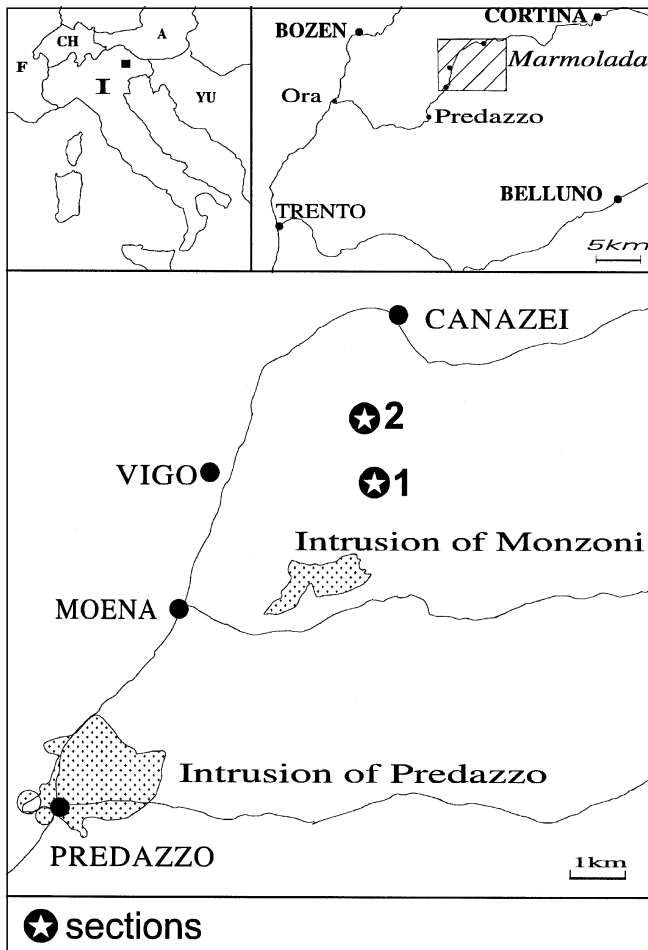 CH
A
F
I
YU
BOZEN
CORTINA
Marmolada
Ora
Predazzo
BELLUNO
TRENTO
5km
CANAZEI
2
VIGO
1
Intrusion of Monzoni
MOENA
Intrusion of Predazzo
PREDAZZO
1km
sections